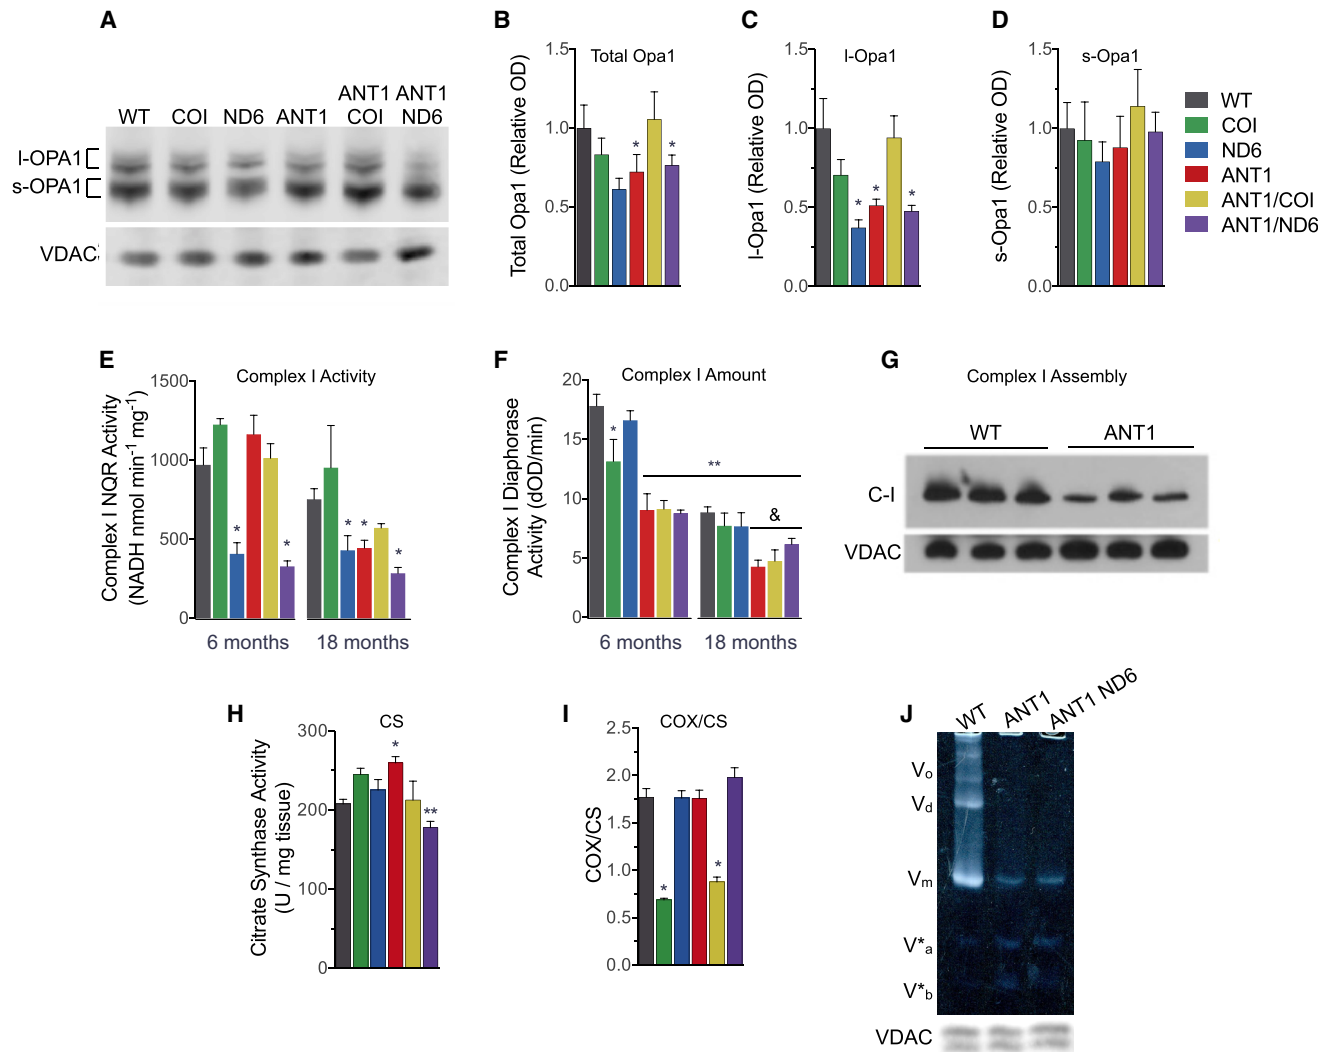 A
WT COI ND6 ANT1 ANT1 COI ANT1 ND6
l-OPA1
s-OPA1
VDAC
B
Total Opa1
Total Opa1 (Relative OD)
1.5
1.0
0.5
0.0
* *
C
l-Opa1
l-Opa1 (Relative OD)
1.5
1.0
0.5
0.0
* * *
D
s-Opa1
s-Opa1 (Relative OD)
1.5
1.0
0.5
0.0
WT
COI
ND6
ANT1
ANT1/COI
ANT1/ND6
E
Complex I Activity
Complex I NQR Activity
(NADH nmol min⁻¹ mg⁻¹)
1500
1000
500
0
* * * * *
6 months 18 months
F
Complex I Amount
Complex I Diaphorase
Activity (dOD/min)
20
15
10
5
0
* ** &
6 months 18 months
G
Complex I Assembly
WT ANT1
C-I
VDAC
H
CS
Citrate Synthase Activity
(U / mg tissue)
300
200
100
0
* **
I
COX/CS
COX/CS
2.5
2.0
1.5
1.0
0.5
0.0
* *
J
WT ANT1 ANT1 ND6
Vₒ
V_d
Vₘ
V*ₐ
V*_b
VDAC